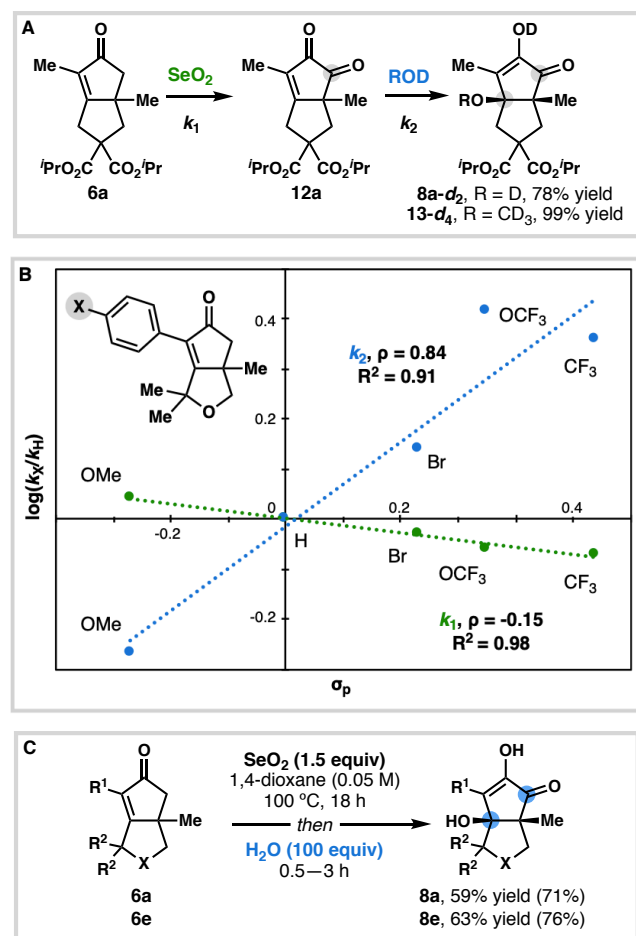 A
O
Me
Me
ⁱPrO₂C CO₂ⁱPr
6a
SeO₂
k₁
O
O
Me
Me
ⁱPrO₂C CO₂ⁱPr
12a
ROD
k₂
OD
Me
O
RO
Me
ⁱPrO₂C CO₂ⁱPr
8a-d₂, R = D, 78% yield
13-d₄, R = CD₃, 99% yield
B
X
O
Me
Me
Me
O
log(kX/kH)
0.4
0.2
0
-0.2
-0.2
0.2
0.4
k₂, ρ = 0.84
R² = 0.91
OCF₃
CF₃
Br
OMe
H
Br
OCF₃
CF₃
OMe
k₁, ρ = -0.15
R² = 0.98
σₚ
C
O
R¹
Me
R²
R²
X
6a
6e
SeO₂ (1.5 equiv)
1,4-dioxane (0.05 M)
100 ºC, 18 h
then
H₂O (100 equiv)
0.5—3 h
OH
R¹
O
HO
Me
R²
R²
X
8a, 59% yield (71%)
8e, 63% yield (76%)